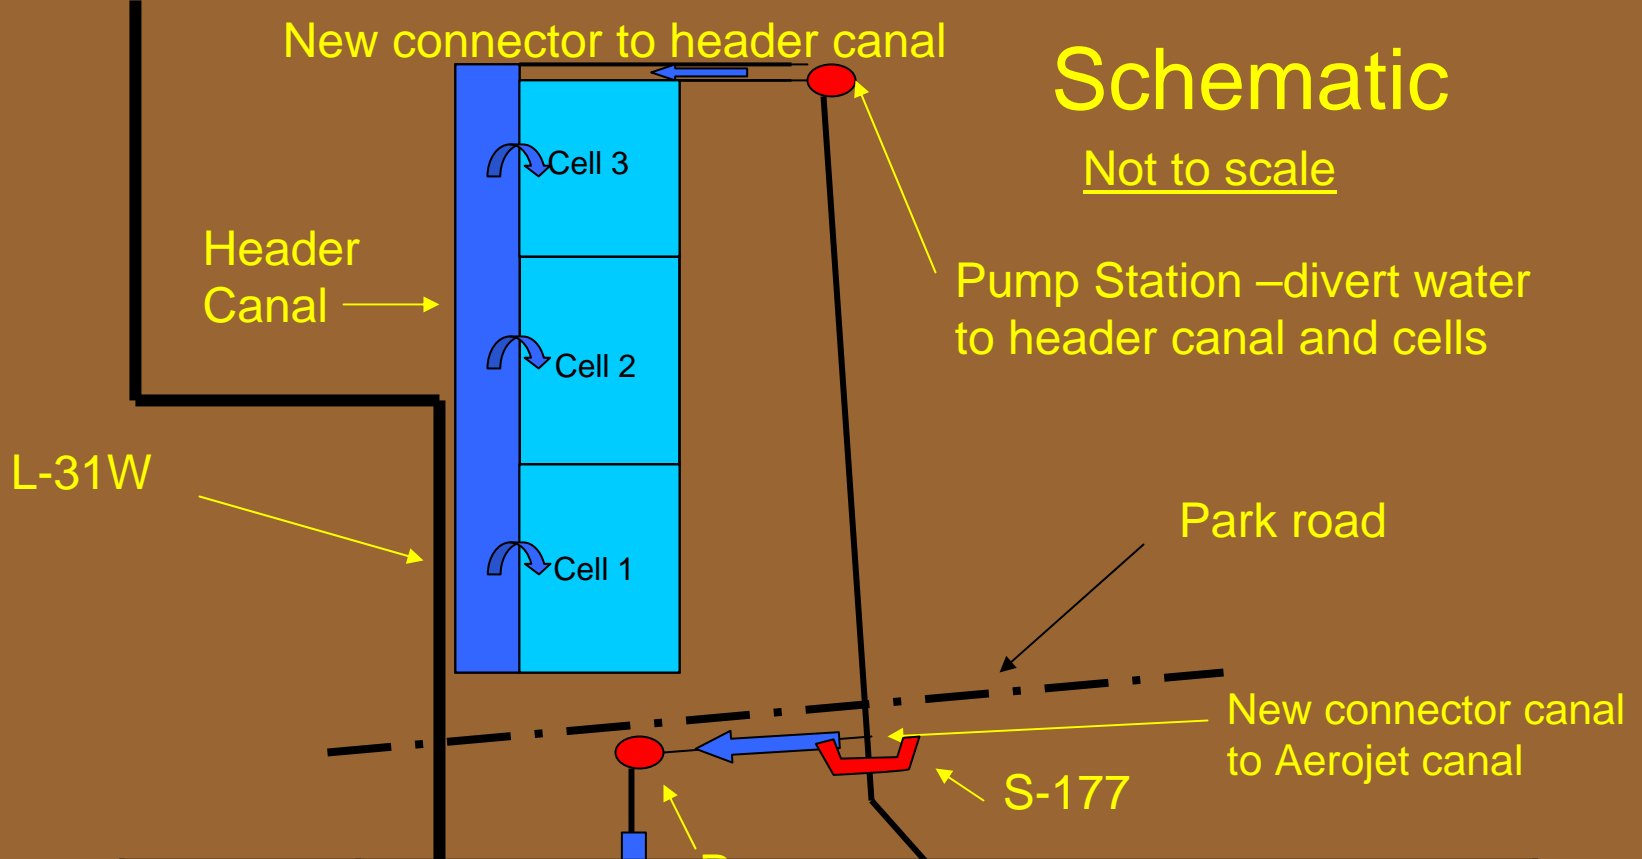 New connector to header canal
Schematic
Not to scale
Cell 3
Header
Canal
Pump Station –divert water
to header canal and cells
Cell 2
L-31W
Park road
Cell 1
New connector canal
to Aerojet canal
S-177